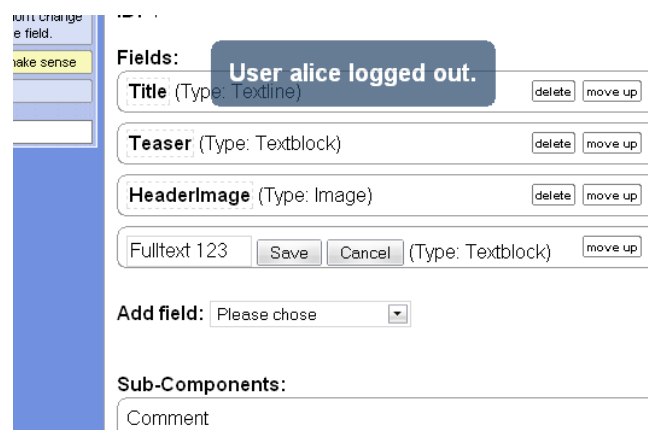 don't change
e field.
make sense
Fields:
User alice logged out.
Title (Type: Textline)
delete move up
Teaser (Type: Textblock)
delete move up
HeaderImage (Type: Image)
delete move up
Fulltext 123 Save Cancel (Type: Textblock) move up
Add field: Please chose
Sub-Components:
Comment